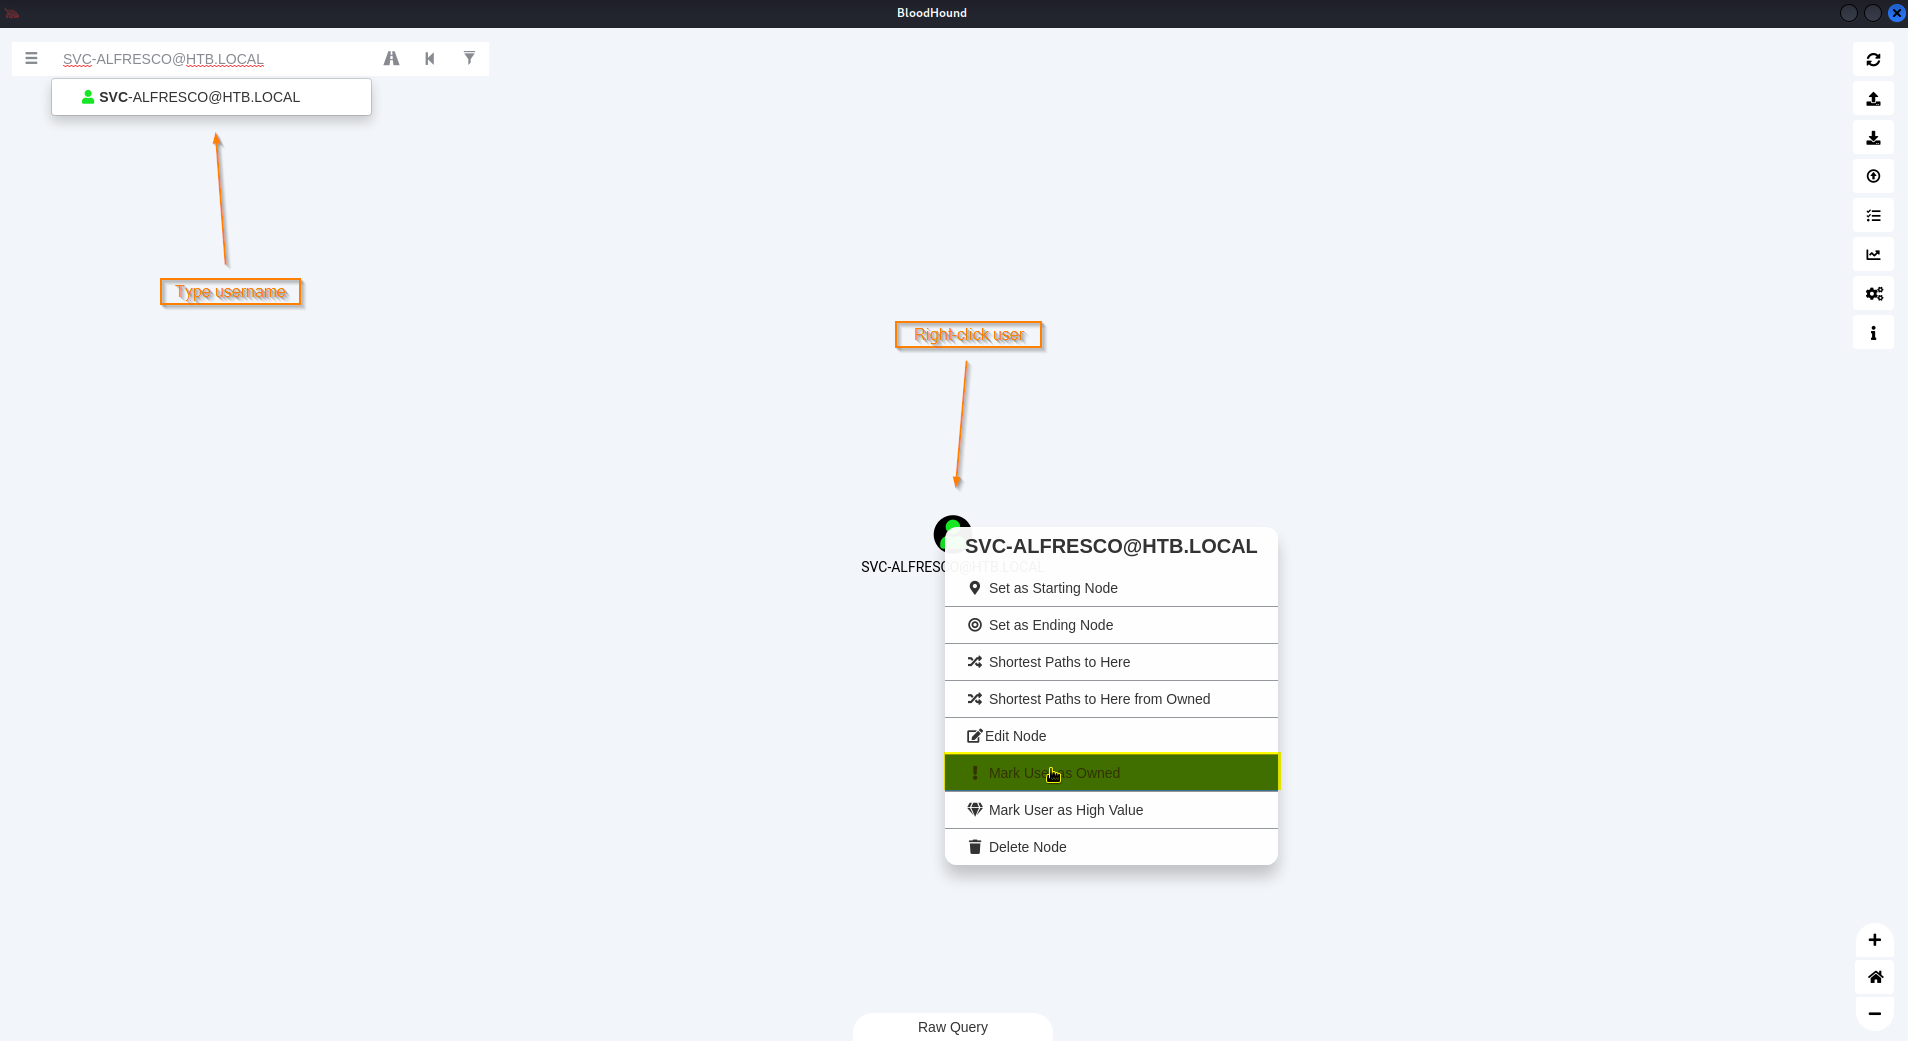 BloodHound
SVC-ALFRESCO@HTB.LOCAL
SVC-ALFRESCO@HTB.LOCAL
Type username
Right-click user
SVC-ALFRESCO@HTB.LOCAL
SVC-ALFRESCO@HTB.LOCAL
Set as Starting Node
Set as Ending Node
Shortest Paths to Here
Shortest Paths to Here from Owned
Edit Node
Mark User as Owned
Mark User as High Value
Delete Node
Raw Query